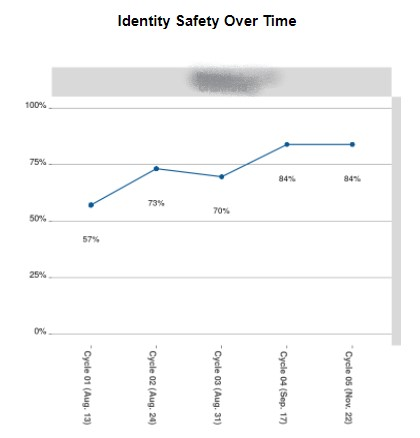 Identity Safety Over Time
100%
75%
50%
25%
0%
57%
73%
70%
84%
84%
Cycle 01 (Aug. 13)
Cycle 02 (Aug. 24)
Cycle 03 (Aug. 31)
Cycle 04 (Sep. 17)
Cycle 05 (Nov. 22)